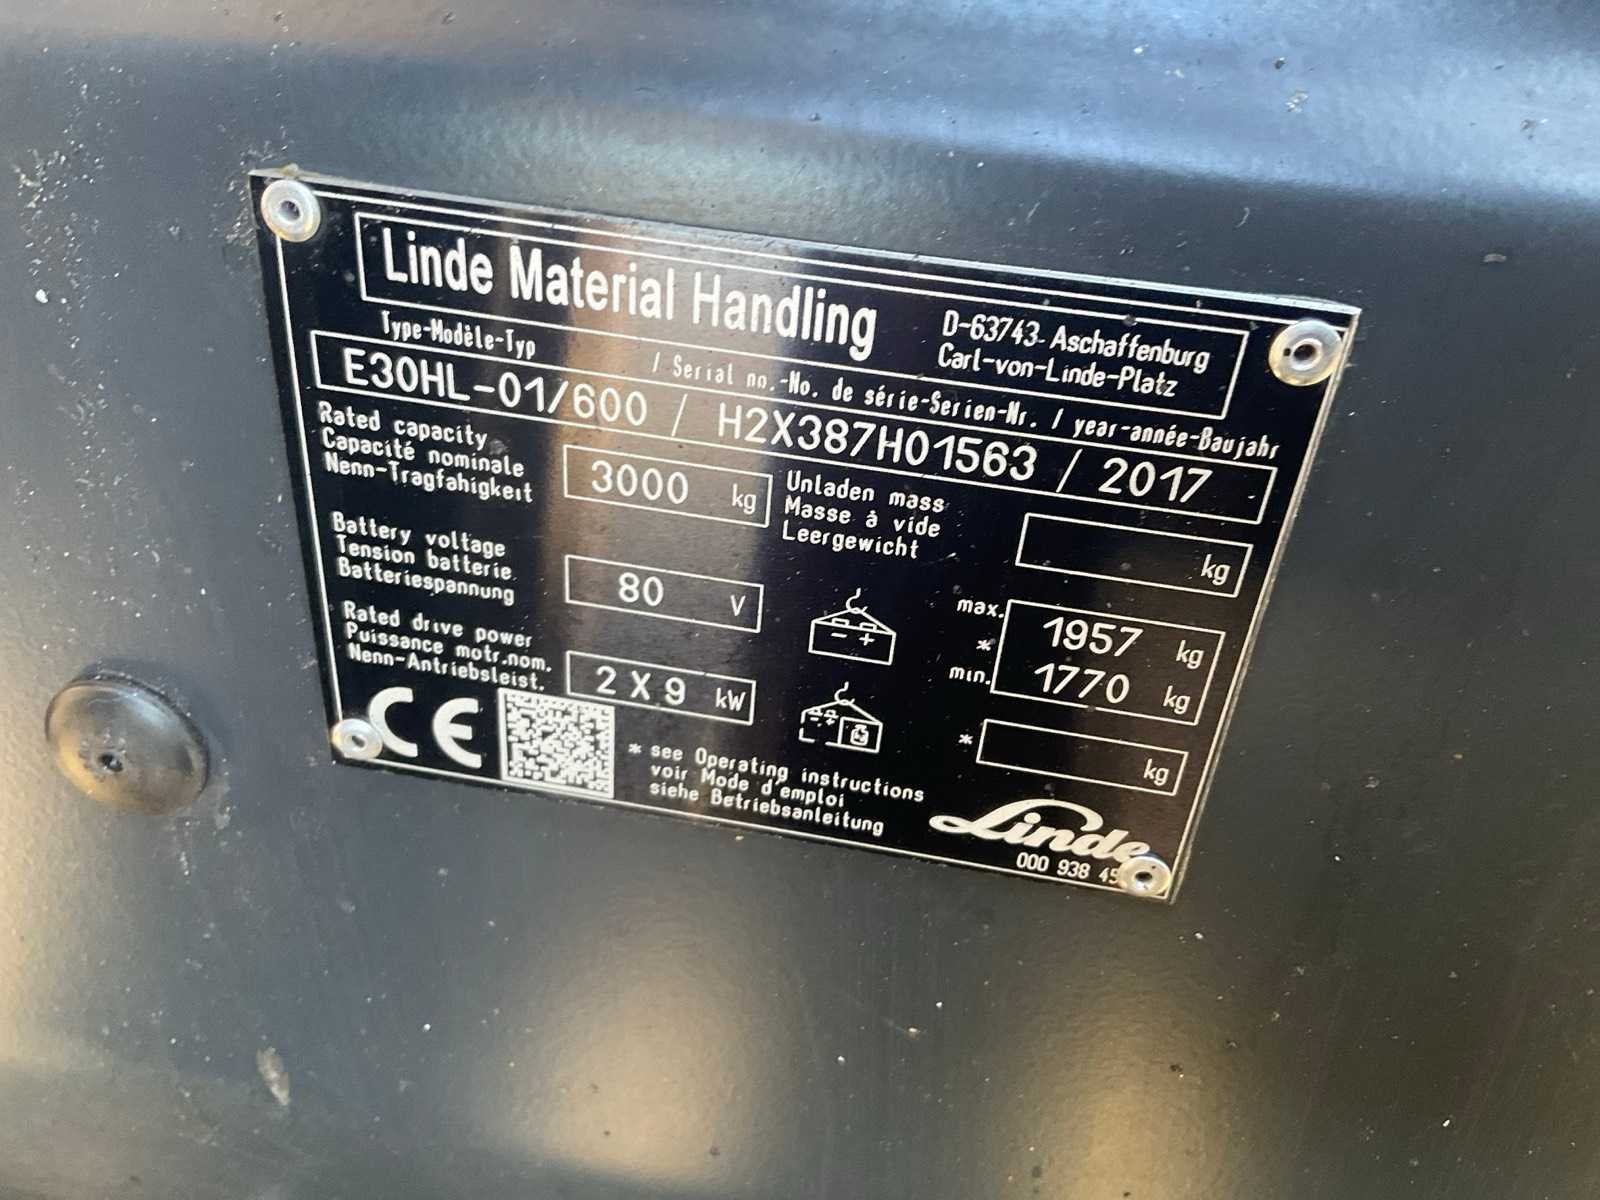 Linde Material Handling
D-63743 Aschaffenburg
Carl-von-Linde-Platz
Type-Modèle-Typ / Serial no.-No. de série-Serien-Nr. / year-année-Baujahr
E30HL-01/600 / H2X387H01563 / 2017
Rated capacity
Capacité nominale
Nenn-Tragfahigkeit
3000 kg
Unladen mass
Masse à vide
Leergewicht
kg
Battery voltage
Tension batterie
Batteriespannung
80 V
- +
max. 1957 kg
*
min. 1770 kg
Rated drive power
Puissance motr.nom.
Nenn-Antriebsleist.
2 X 9 kW
- +
* kg
CE
* see Operating instructions
voir Mode d'emploi
siehe Betriebsanleitung
Linde
000 938 45